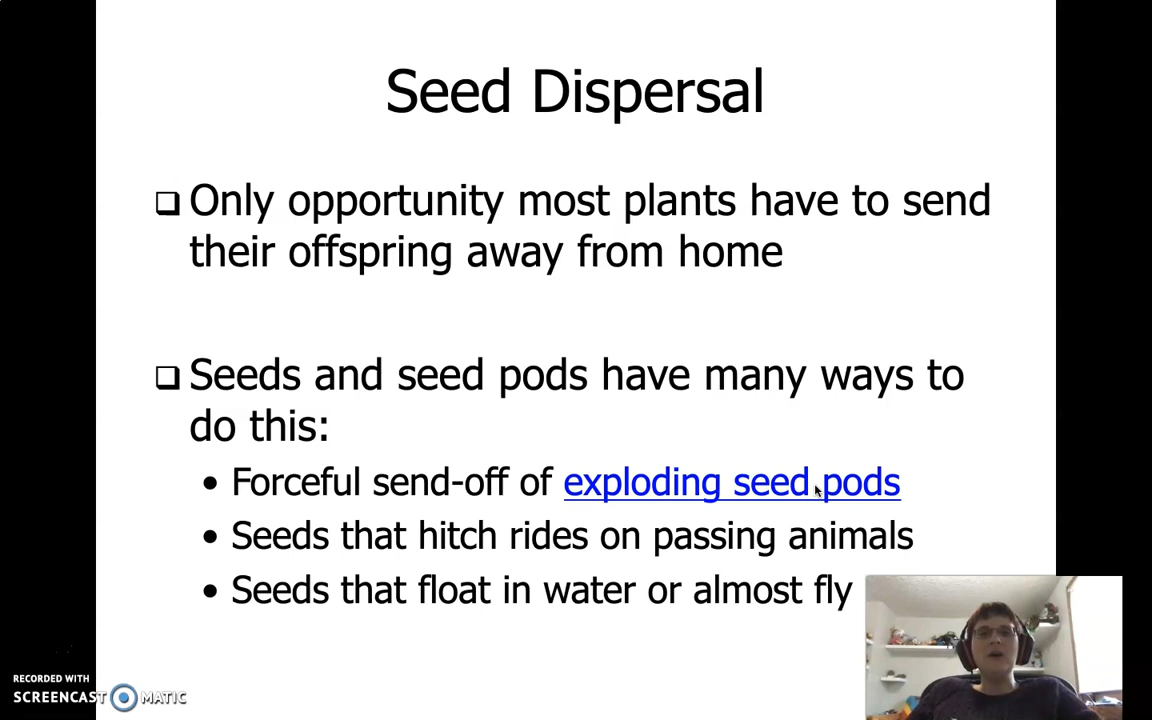 Seed Dispersal
Only opportunity most plants have to send
their offspring away from home
Seeds and seed pods have many ways to
do this:
• Forceful send-off of exploding seed pods
• Seeds that hitch rides on passing animals
• Seeds that float in water or almost fly
RECORDED WITH
SCREENCAST MATIC